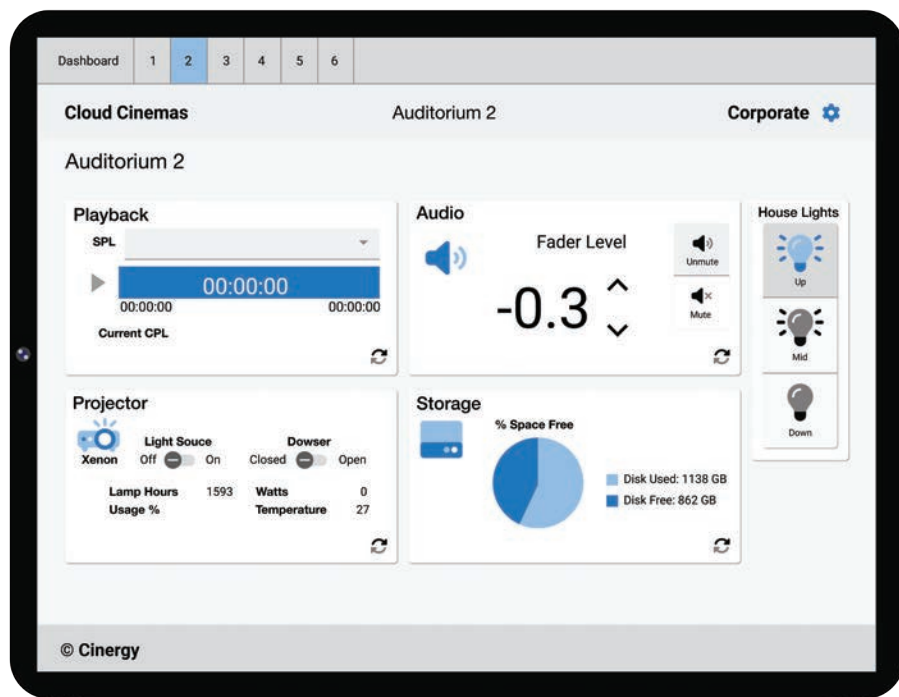 Dashboard 1 2 3 4 5 6
Cloud Cinemas Auditorium 2 Corporate
Auditorium 2
Playback
SPL
00:00:00
00:00:00 00:00:00
Current CPL
Audio
Fader Level
-0.3
Unmute
Mute
House Lights
Up
Mid
Down
Projector
Xenon
Light Souce
Off On
Dowser
Closed Open
Lamp Hours 1593 Watts 0
Usage % Temperature 27
Storage
% Space Free
Disk Used: 1138 GB
Disk Free: 862 GB
© Cinergy